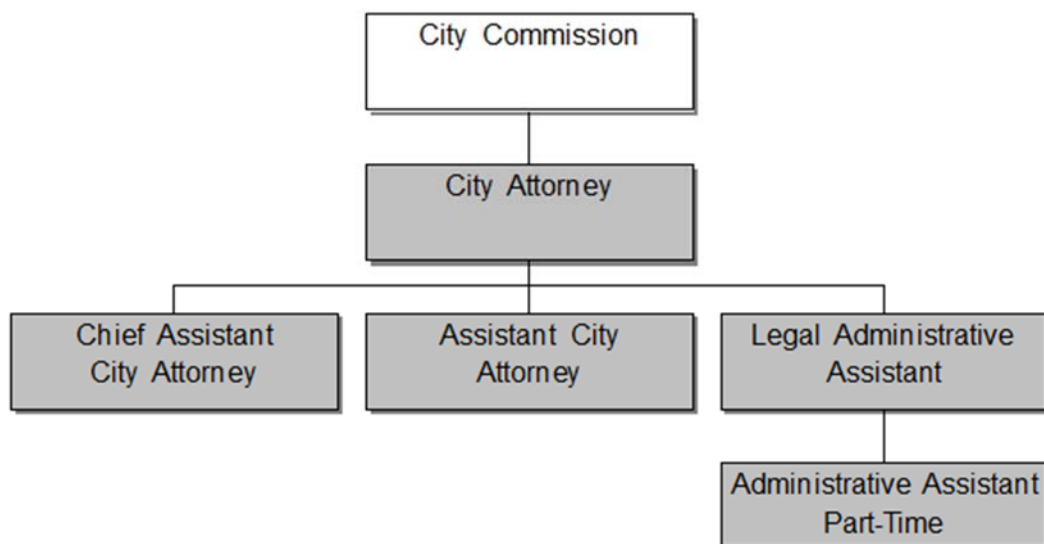 City Commission
City Attorney
Chief Assistant
City Attorney
Assistant City
Attorney
Legal Administrative
Assistant
Administrative Assistant
Part-Time